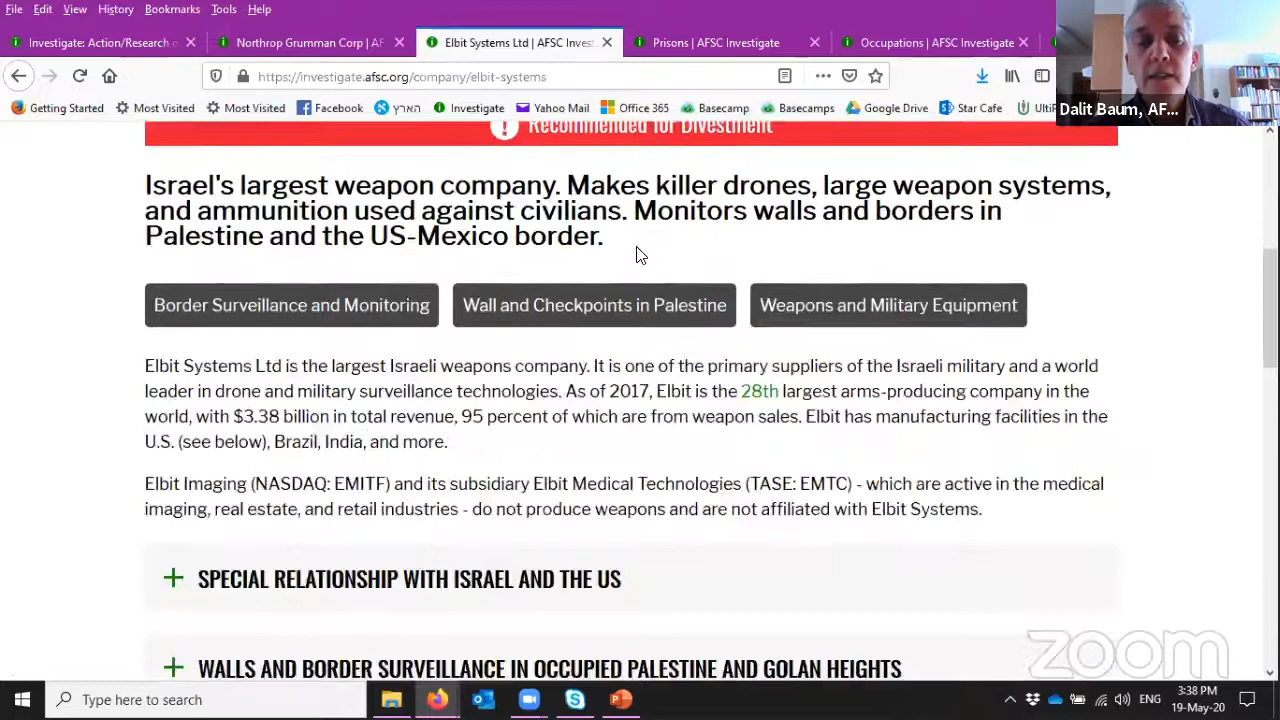 File Edit View History Bookmarks Tools Help
Investigate: Action/Research o
Northrop Grumman Corp | AF
Elbit Systems Ltd | AFSC Invest
Prisons | AFSC Investigate
Occupations | AFSC Investigate
https://investigate.afsc.org/company/elbit-systems
Getting Started Most Visited Most Visited Facebook הארץ Investigate Yahoo Mail Office 365 Basecamp Basecamps Google Drive Star Cafe
Dalit Baum, AF...
Recommended for Divestment
Israel's largest weapon company. Makes killer drones, large weapon systems,
and ammunition used against civilians. Monitors walls and borders in
Palestine and the US-Mexico border.
Border Surveillance and Monitoring
Wall and Checkpoints in Palestine
Weapons and Military Equipment
Elbit Systems Ltd is the largest Israeli weapons company. It is one of the primary suppliers of the Israeli military and a world
leader in drone and military surveillance technologies. As of 2017, Elbit is the 28th largest arms-producing company in the
world, with $3.38 billion in total revenue, 95 percent of which are from weapon sales. Elbit has manufacturing facilities in the
U.S. (see below), Brazil, India, and more.
Elbit Imaging (NASDAQ: EMITF) and its subsidiary Elbit Medical Technologies (TASE: EMTC) - which are active in the medical
imaging, real estate, and retail industries - do not produce weapons and are not affiliated with Elbit Systems.
+ SPECIAL RELATIONSHIP WITH ISRAEL AND THE US
+ WALLS AND BORDER SURVEILLANCE IN OCCUPIED PALESTINE AND GOLAN HEIGHTS
zoom
Type here to search
ENG
3:38 PM
19-May-20